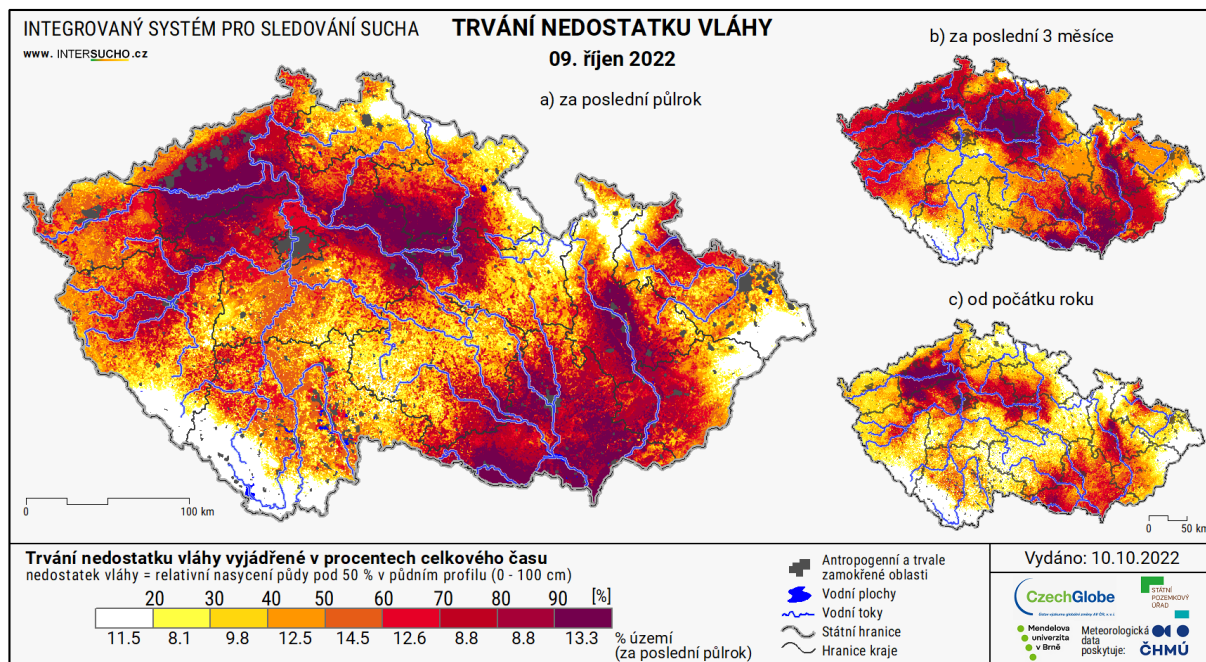 INTEGROVANÝ SYSTÉM PRO SLEDOVÁNÍ SUCHA
www. INTERSUCHO.cz
TRVÁNÍ NEDOSTATKU VLÁHY
09. říjen 2022
a) za poslední půlrok
b) za poslední 3 měsíce
c) od počátku roku
0 100 km
0 50 km
Trvání nedostatku vláhy vyjádřené v procentech celkového času
nedostatek vláhy = relativní nasycení půdy pod 50 % v půdním profilu (0 - 100 cm)
20 30 40 50 60 70 80 90 [%]
11.5 8.1 9.8 12.5 14.5 12.6 8.8 8.8 13.3 % území
(za poslední půlrok)
Antropogenní a trvale
zamokřené oblasti
Vodní plochy
Vodní toky
Státní hranice
Hranice kraje
Vydáno: 10.10.2022
CzechGlobe
STÁTNÍ
POZEMKOVÝ
ÚŘAD
Mendelova
univerzita
v Brně
Meteorologická
data
poskytuje:
ČHMÚ